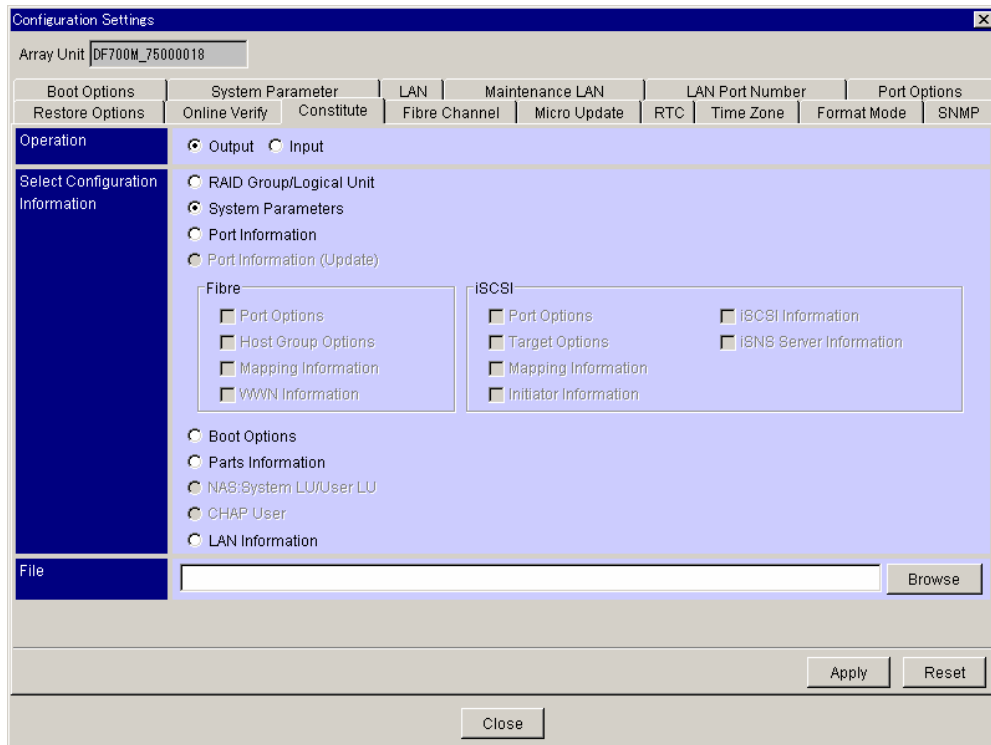 Configuration Settings
Array Unit DF700M_75000018
Boot Options System Parameter LAN Maintenance LAN LAN Port Number Port Options
Restore Options Online Verify Constitute Fibre Channel Micro Update RTC Time Zone Format Mode SNMP
Operation Output Input
Select Configuration Information
RAID Group/Logical Unit
System Parameters
Port Information
Port Information (Update)
Fibre
Port Options
Host Group Options
Mapping Information
WWN Information
iSCSI
Port Options iSCSI Information
Target Options iSNS Server Information
Mapping Information
Initiator Information
Boot Options
Parts Information
NAS:System LU/User LU
CHAP User
LAN Information
File Browse
Apply Reset
Close